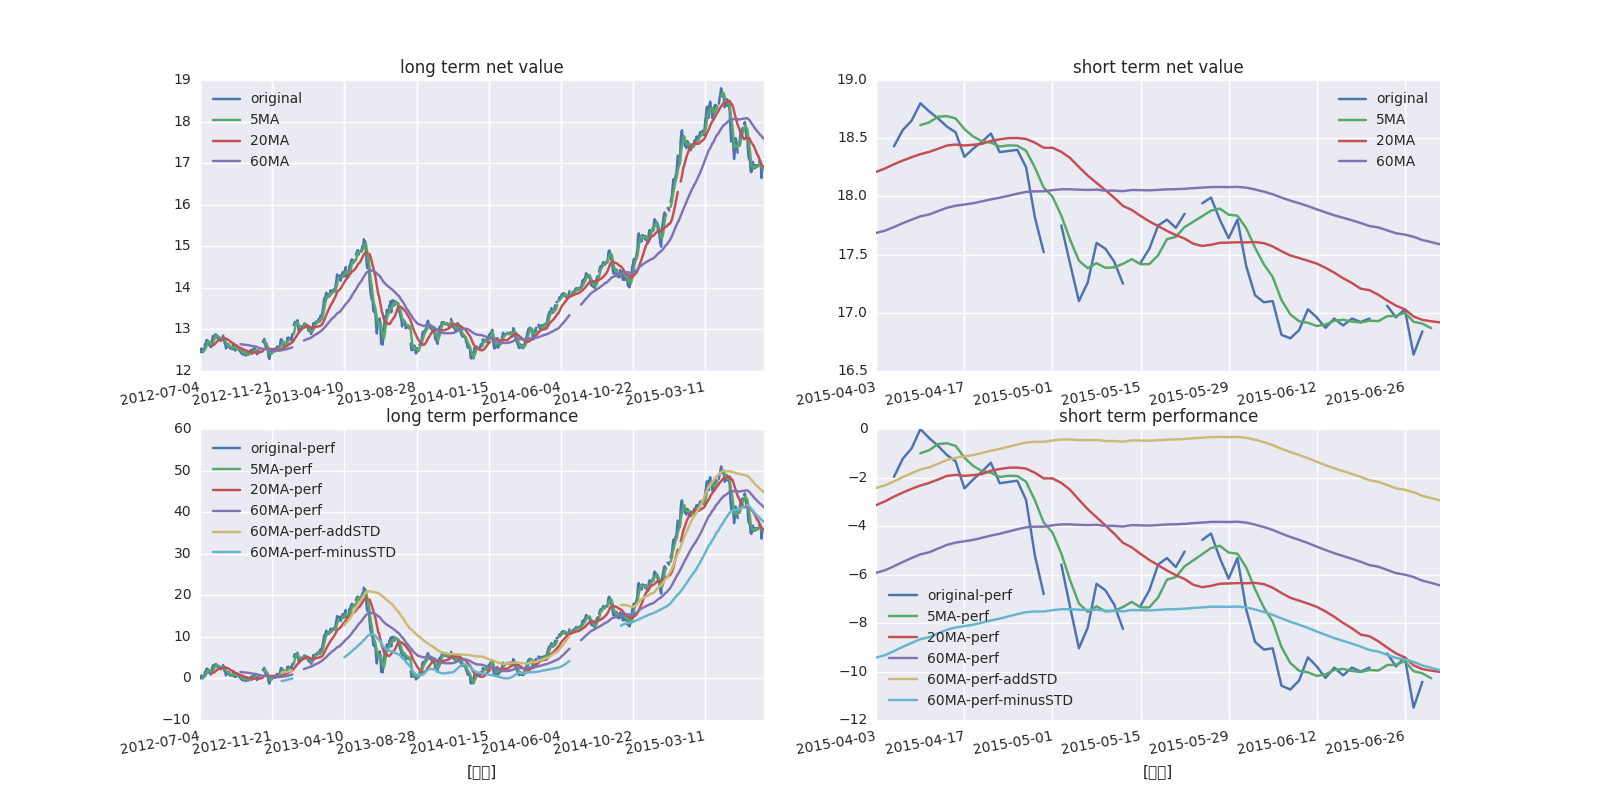 long term net value
19
18
17
16
15
14
13
12
original
5MA
20MA
60MA
2012-07-04
2012-11-21
2013-04-10
2013-08-28
2014-01-15
2014-06-04
2014-10-22
2015-03-11
short term net value
19.0
18.5
18.0
17.5
17.0
16.5
original
5MA
20MA
60MA
2015-04-03
2015-04-17
2015-05-01
2015-05-15
2015-05-29
2015-06-12
2015-06-26
long term performance
60
50
40
30
20
10
0
−10
original-perf
5MA-perf
20MA-perf
60MA-perf
60MA-perf-addSTD
60MA-perf-minusSTD
2012-07-04
2012-11-21
2013-04-10
2013-08-28
2014-01-15
2014-06-04
2014-10-22
2015-03-11
short term performance
0
−2
−4
−6
−8
−10
−12
original-perf
5MA-perf
20MA-perf
60MA-perf
60MA-perf-addSTD
60MA-perf-minusSTD
2015-04-03
2015-04-17
2015-05-01
2015-05-15
2015-05-29
2015-06-12
2015-06-26